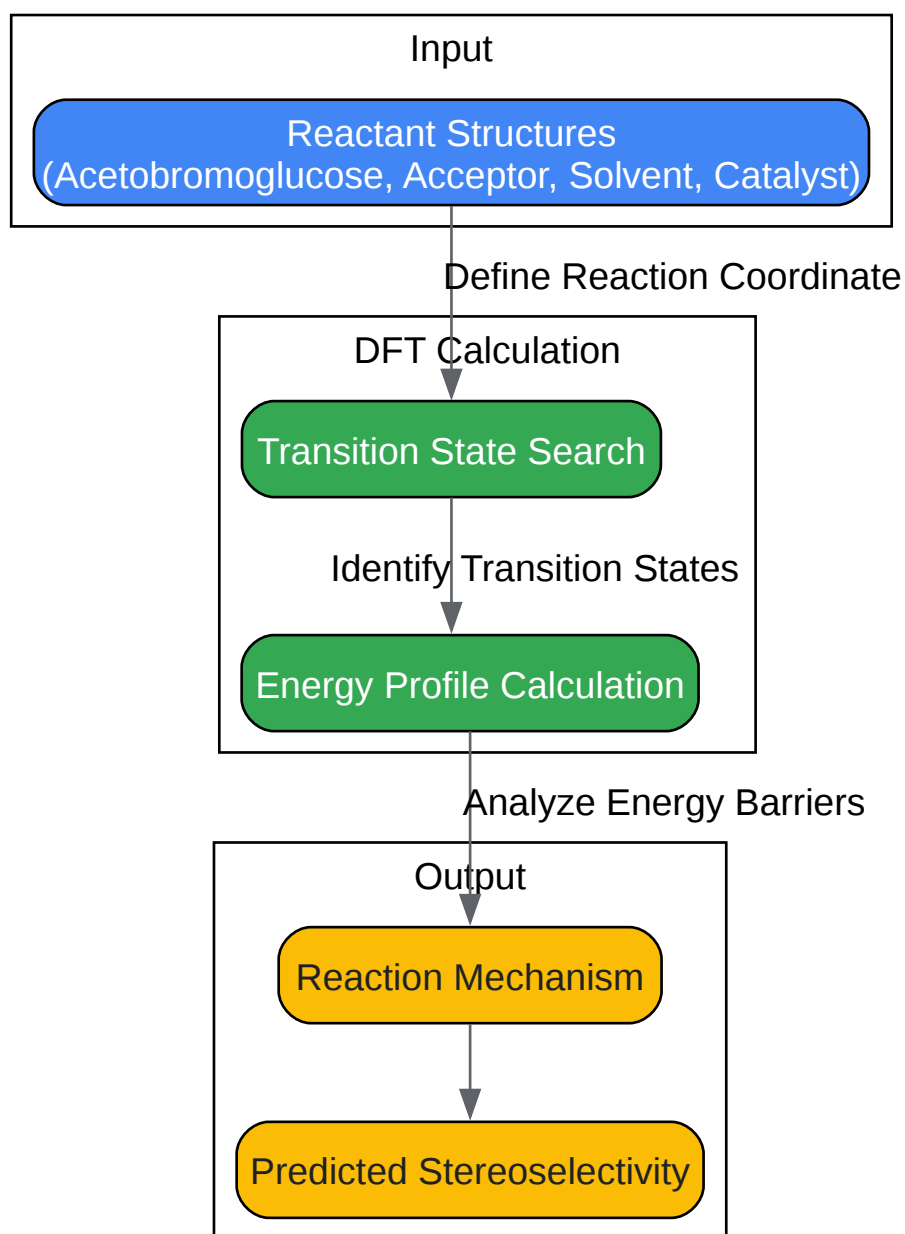 Input
Reactant Structures
(Acetobromoglucose, Acceptor, Solvent, Catalyst)
Define Reaction Coordinate
DFT Calculation
Transition State Search
Identify Transition States
Energy Profile Calculation
Analyze Energy Barriers
Output
Reaction Mechanism
Predicted Stereoselectivity